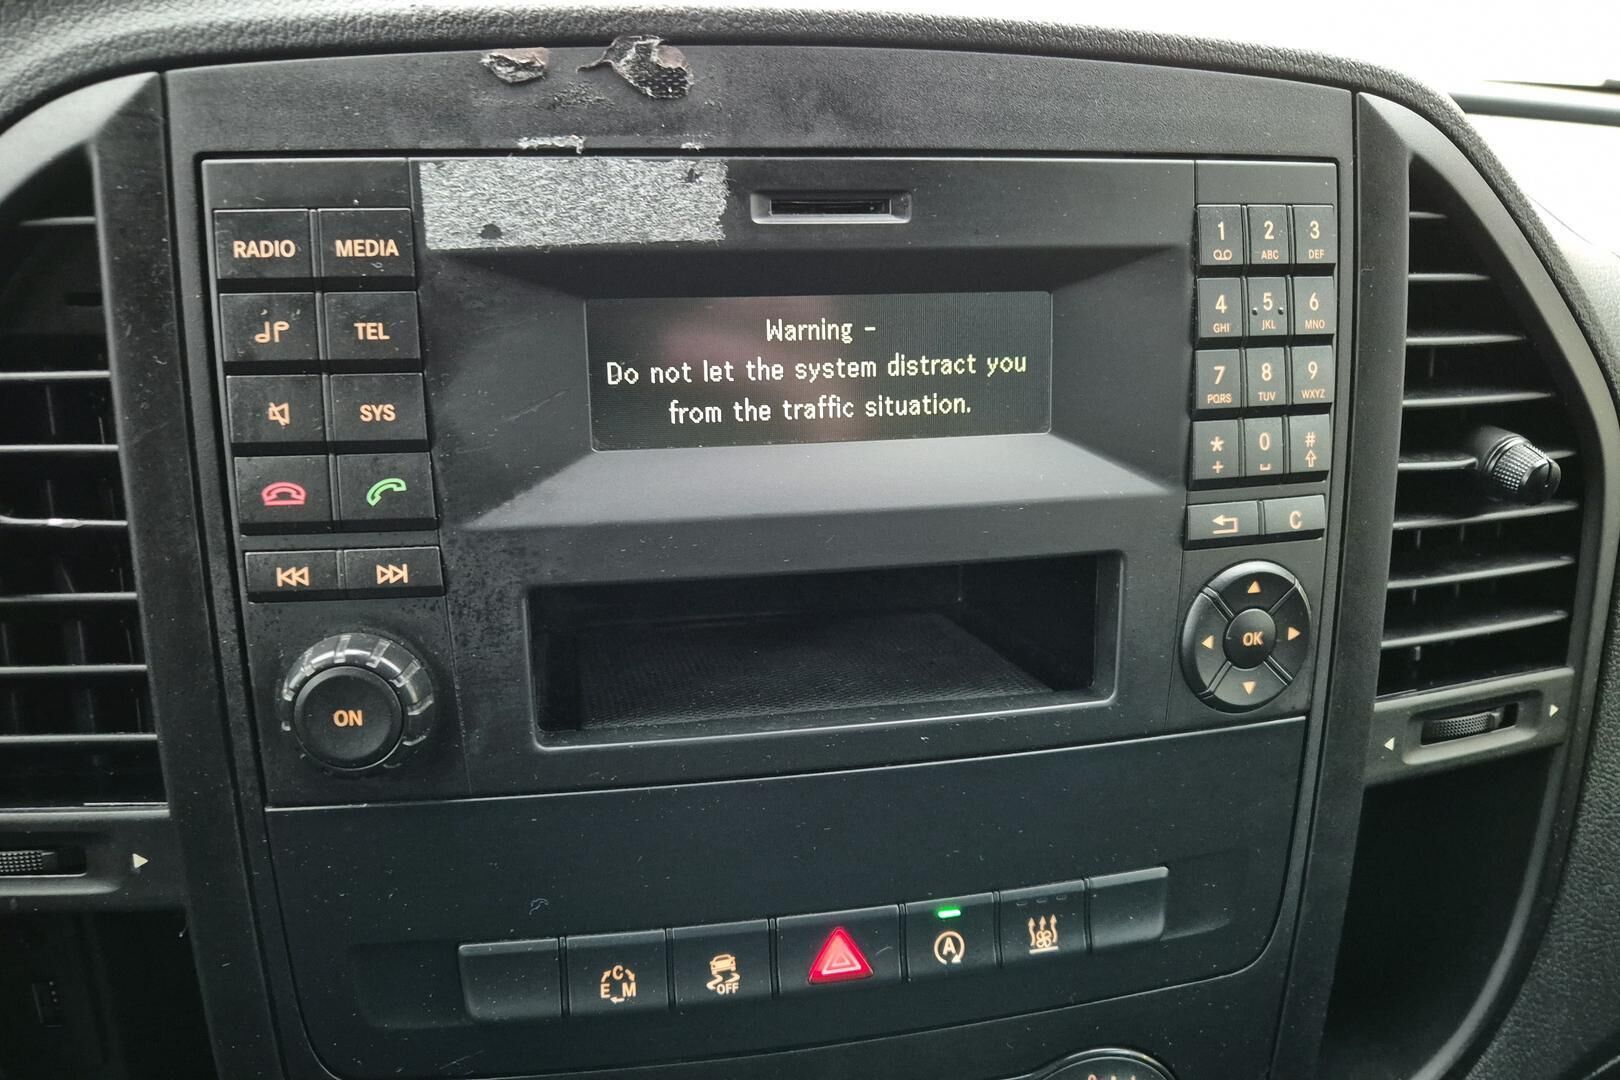 RADIO MEDIA
TEL
SYS
ON
Warning -
Do not let the system distract you
from the traffic situation.
1 2 ABC 3 DEF
4 GHI 5 JKL 6 MNO
7 PQRS 8 TUV 9 WXYZ
* + 0 #
C
OK
C E M
OFF
A